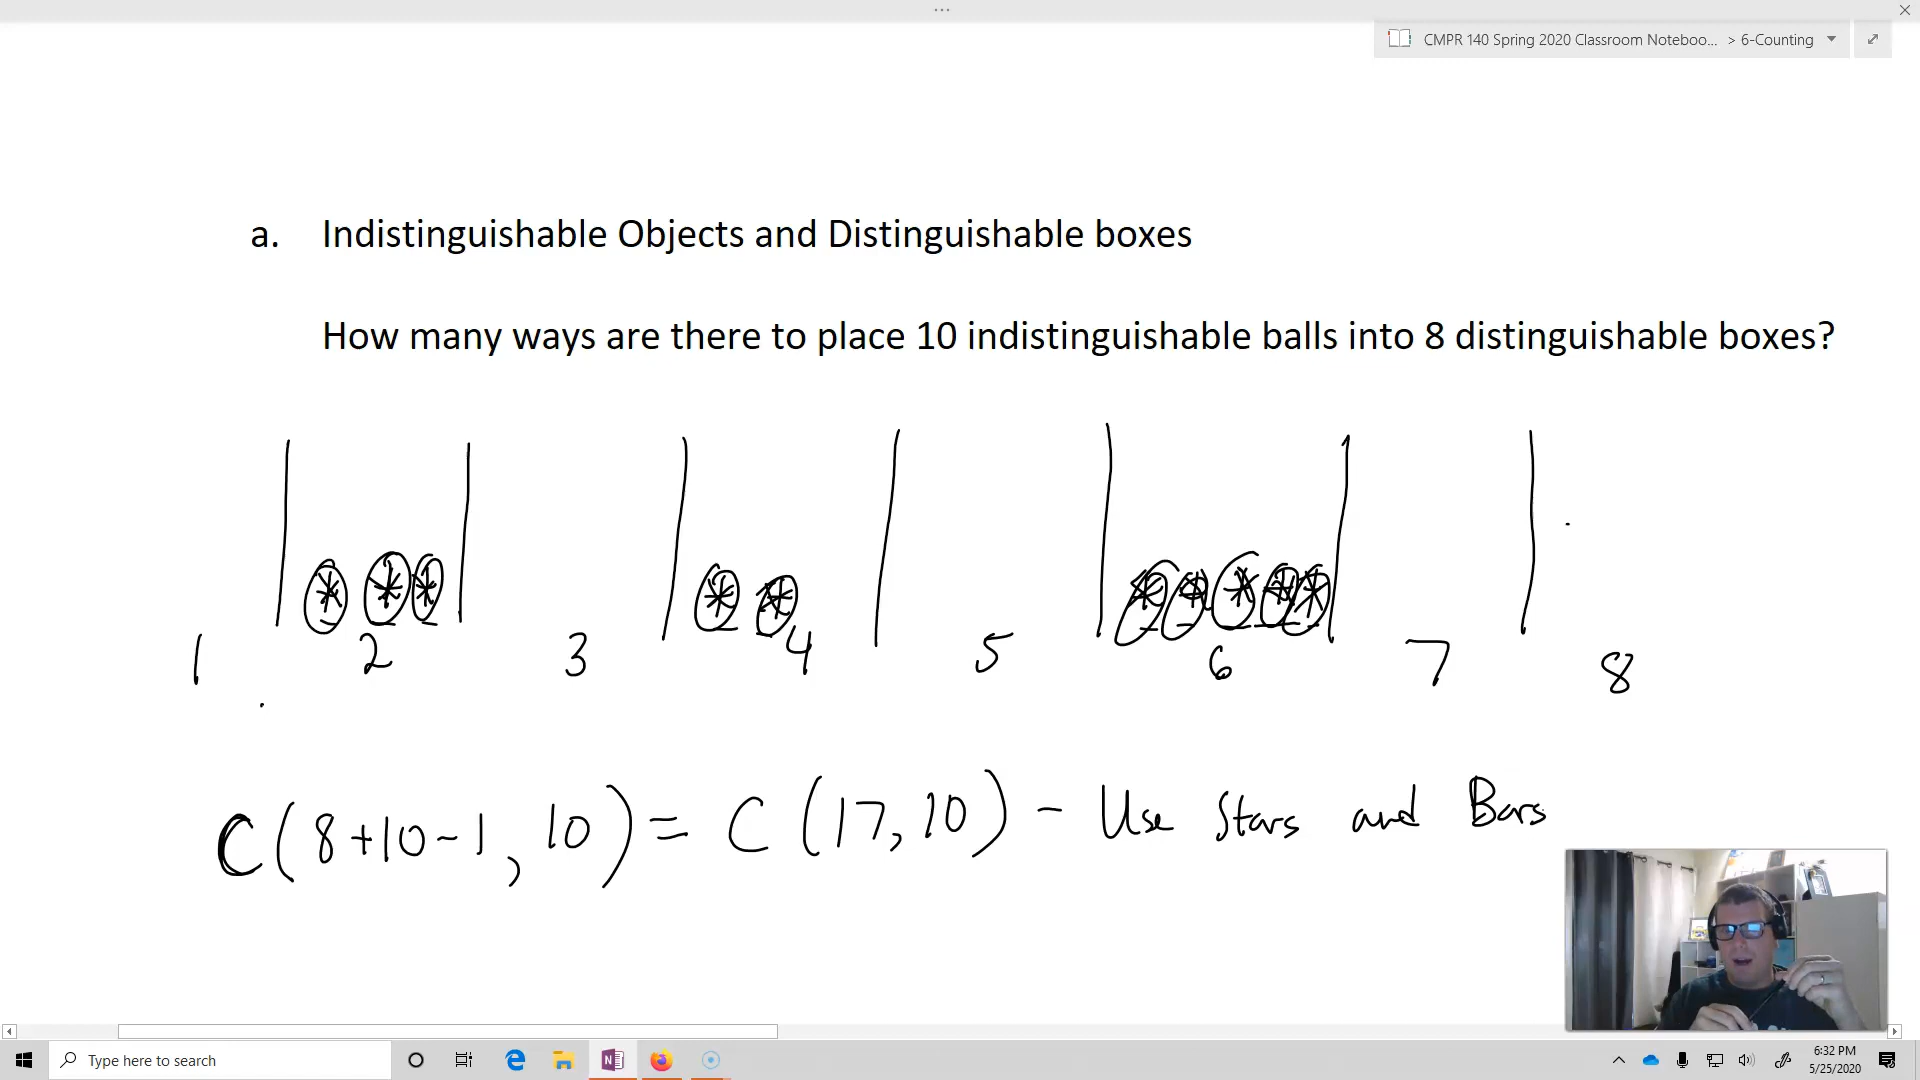 ...
CMPR 140 Spring 2020 Classroom Noteboo... > 6-Counting
a. Indistinguishable Objects and Distinguishable boxes
How many ways are there to place 10 indistinguishable balls into 8 distinguishable boxes?
* * * * * * * * * *
1 2 3 4 5 6 7 8
C(8+10-1, 10) = C(17, 10) - Use Stars and Bars
Type here to search
6:32 PM
5/25/2020